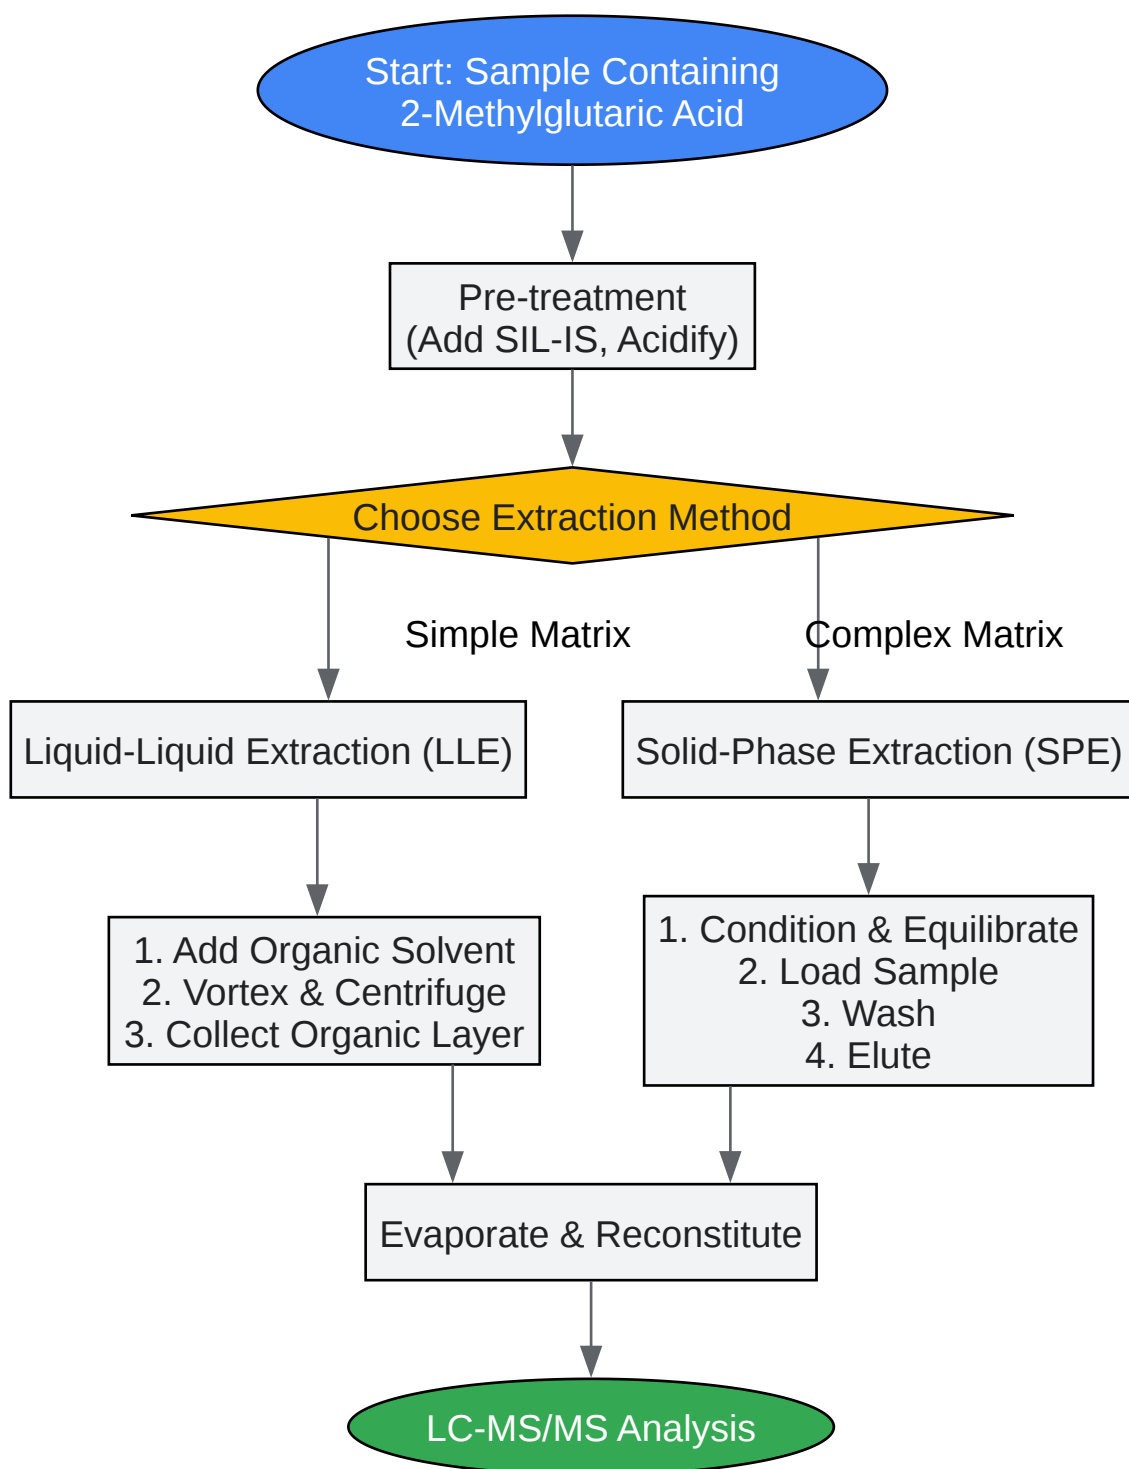 Start: Sample Containing
2-Methylglutaric Acid
Pre-treatment
(Add SIL-IS, Acidify)
Choose Extraction Method
Simple Matrix
Complex Matrix
Liquid-Liquid Extraction (LLE)
Solid-Phase Extraction (SPE)
1. Add Organic Solvent
2. Vortex & Centrifuge
3. Collect Organic Layer
1. Condition & Equilibrate
2. Load Sample
3. Wash
4. Elute
Evaporate & Reconstitute
LC-MS/MS Analysis